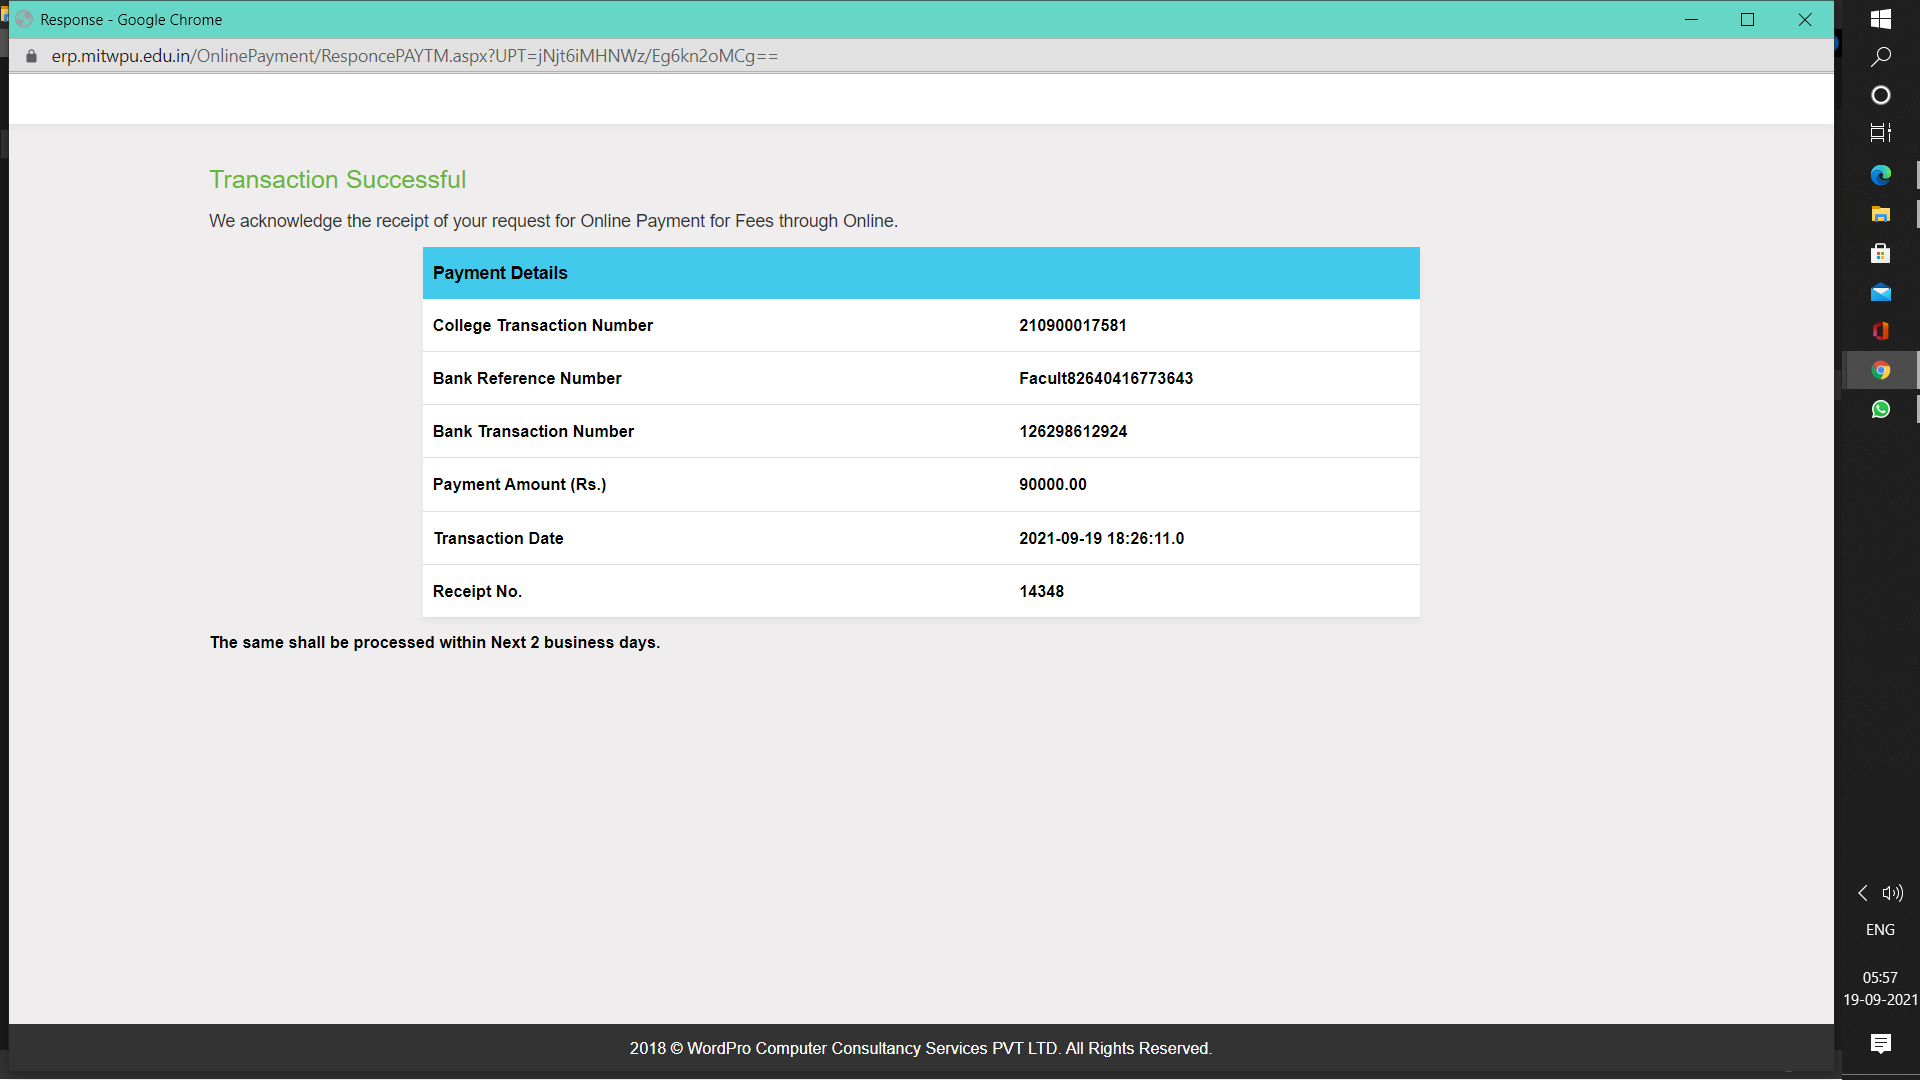 Response - Google Chrome
erp.mitwpu.edu.in/OnlinePayment/ResponcePAYTM.aspx?UPT=jNjt6iMHNWz/Eg6kn2oMCg==
Transaction Successful
We acknowledge the receipt of your request for Online Payment for Fees through Online.
Payment Details
College Transaction Number 210900017581
Bank Reference Number Facult82640416773643
Bank Transaction Number 126298612924
Payment Amount (Rs.) 90000.00
Transaction Date 2021-09-19 18:26:11.0
Receipt No. 14348
The same shall be processed within Next 2 business days.
2018 © WordPro Computer Consultancy Services PVT LTD. All Rights Reserved.
ENG
05:57
19-09-2021